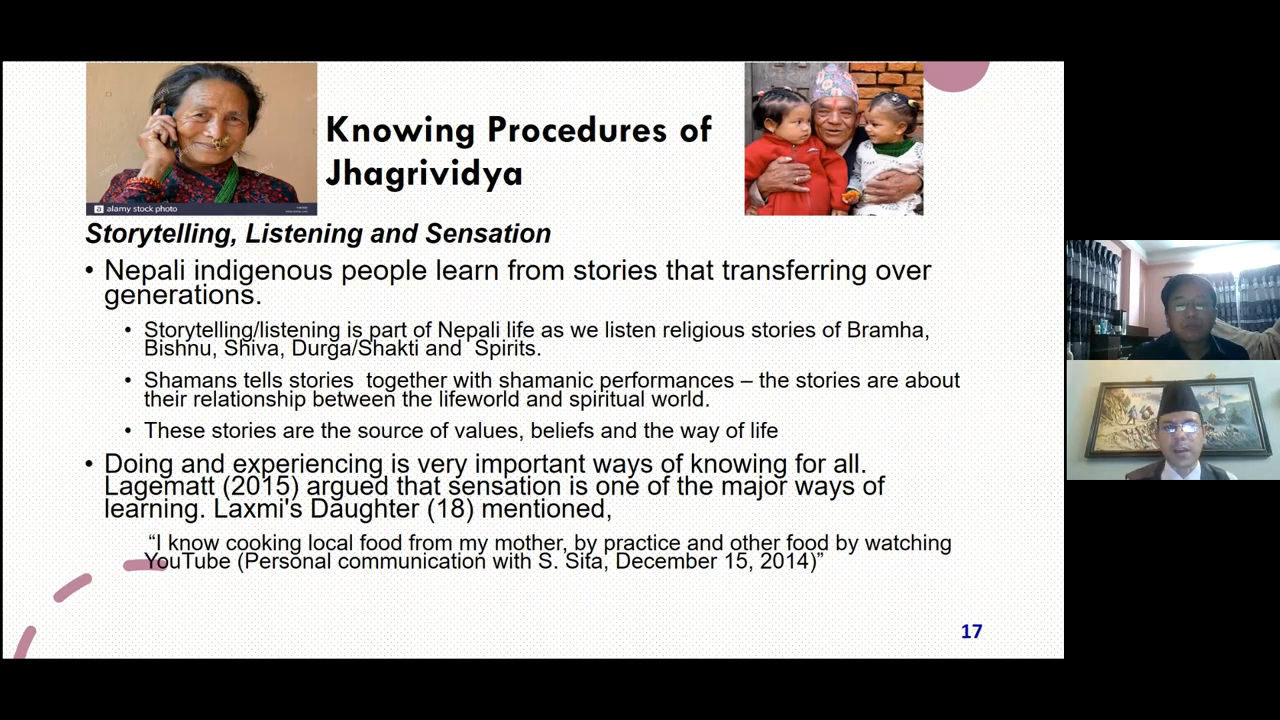 alamy stock photo
Knowing Procedures of
Jhagrividya
Storytelling, Listening and Sensation
• Nepali indigenous people learn from stories that transferring over
generations.
• Storytelling/listening is part of Nepali life as we listen religious stories of Bramha,
Bishnu, Shiva, Durga/Shakti and Spirits.
• Shamans tells stories together with shamanic performances – the stories are about
their relationship between the lifeworld and spiritual world.
• These stories are the source of values, beliefs and the way of life
• Doing and experiencing is very important ways of knowing for all.
Lagematt (2015) argued that sensation is one of the major ways of
learning. Laxmi's Daughter (18) mentioned,
“I know cooking local food from my mother, by practice and other food by watching
YouTube (Personal communication with S. Sita, December 15, 2014)”
17